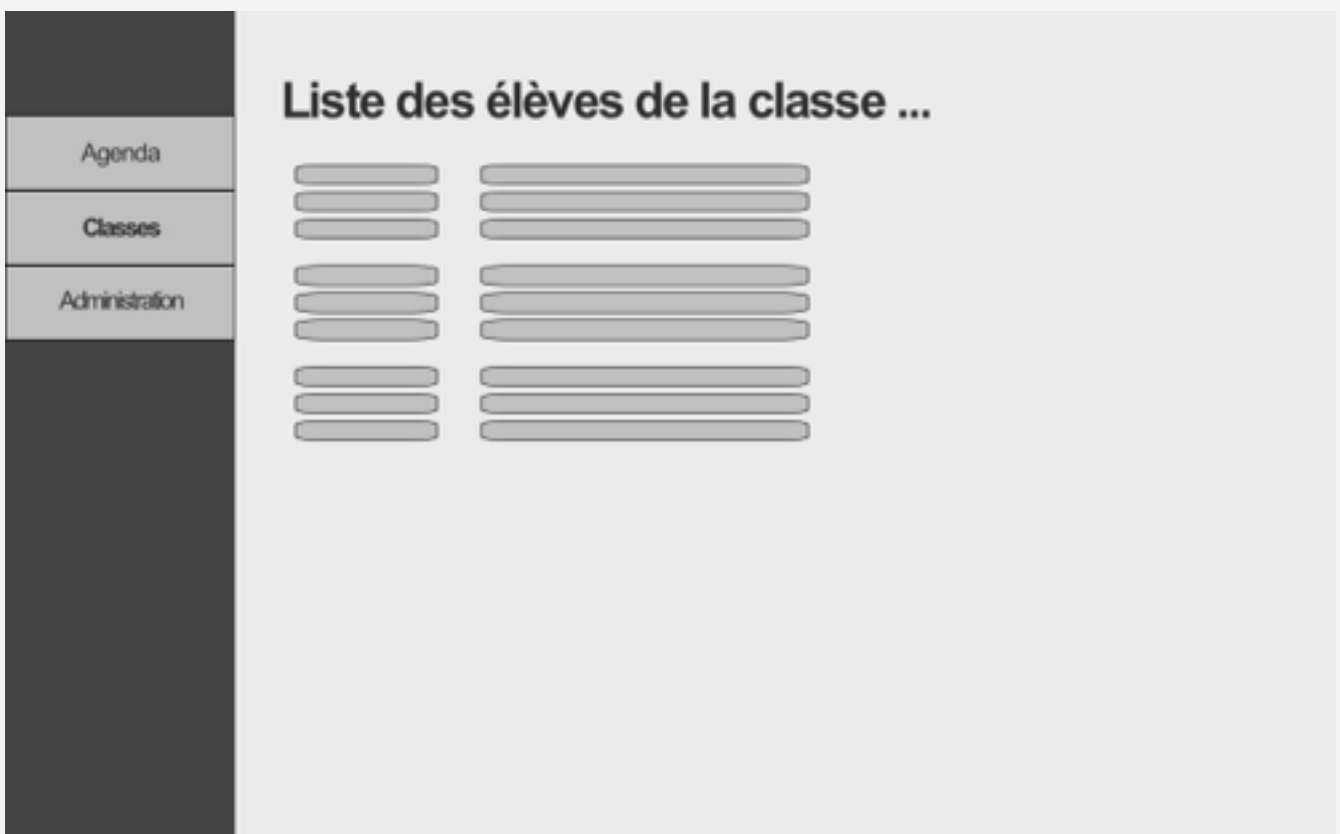 Liste des élèves de la classe ...
Agenda
Classes
Administration